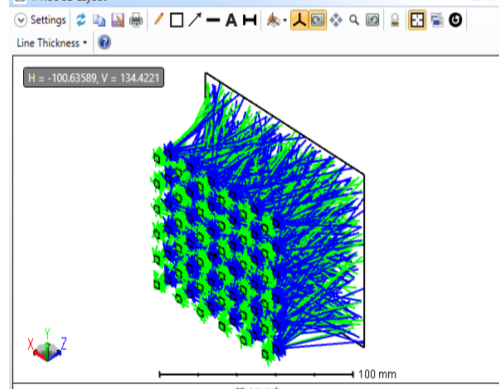 Settings
A
Line Thickness
H = -100.63589, V = 134.4221
Y
X
Z
100 mm